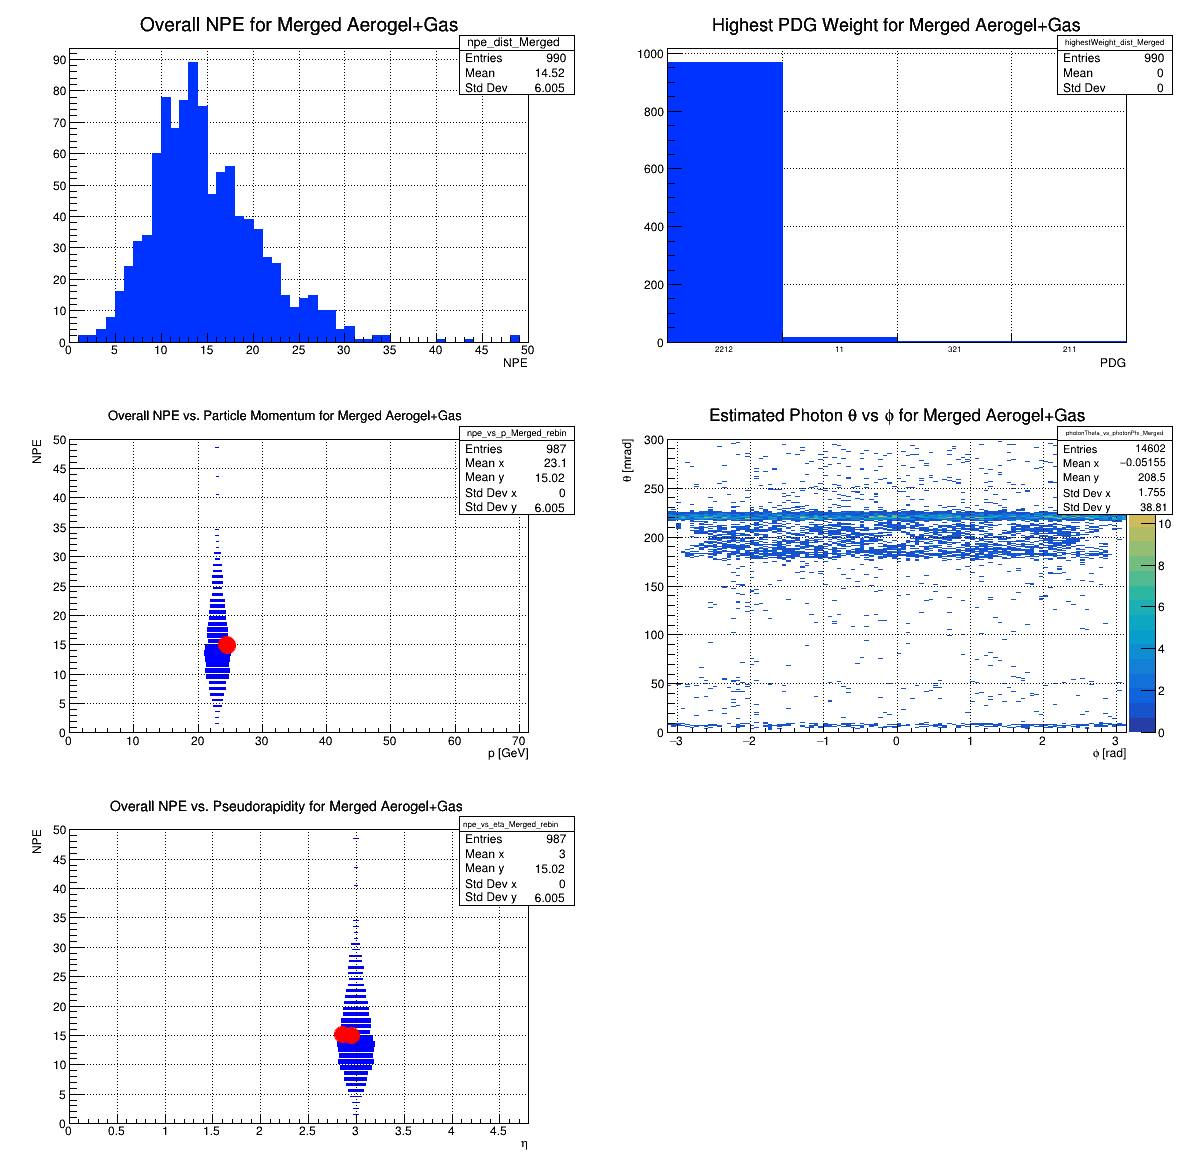 Overall NPE for Merged Aerogel+Gas
npe_dist_Merged
Entries 990
Mean 14.52
Std Dev 6.005
90
80
70
60
50
40
30
20
10
0
0 5 10 15 20 25 30 35 40 45 50
NPE
Highest PDG Weight for Merged Aerogel+Gas
highestWeight_dist_Merged
Entries 990
Mean 0
Std Dev 0
1000
800
600
400
200
0
2212 11 321 211
PDG
Overall NPE vs. Particle Momentum for Merged Aerogel+Gas
npe_vs_p_Merged_rebin
Entries 987
Mean x 23.1
Mean y 15.02
Std Dev x 0
Std Dev y 6.005
NPE
50
45
40
35
30
25
20
15
10
5
0
0 10 20 30 40 50 60 70
p [GeV]
Estimated Photon θ vs ϕ for Merged Aerogel+Gas
photonTheta_vs_photonPhi_Merged
Entries 14602
Mean x −0.05155
Mean y 208.5
Std Dev x 1.755
Std Dev y 38.81
θ [mrad]
300
250
200
150
100
50
0
−3 −2 −1 0 1 2 3
ϕ [rad]
10
8
6
4
2
0
Overall NPE vs. Pseudorapidity for Merged Aerogel+Gas
npe_vs_eta_Merged_rebin
Entries 987
Mean x 3
Mean y 15.02
Std Dev x 0
Std Dev y 6.005
NPE
50
45
40
35
30
25
20
15
10
5
0
0 0.5 1 1.5 2 2.5 3 3.5 4 4.5
η